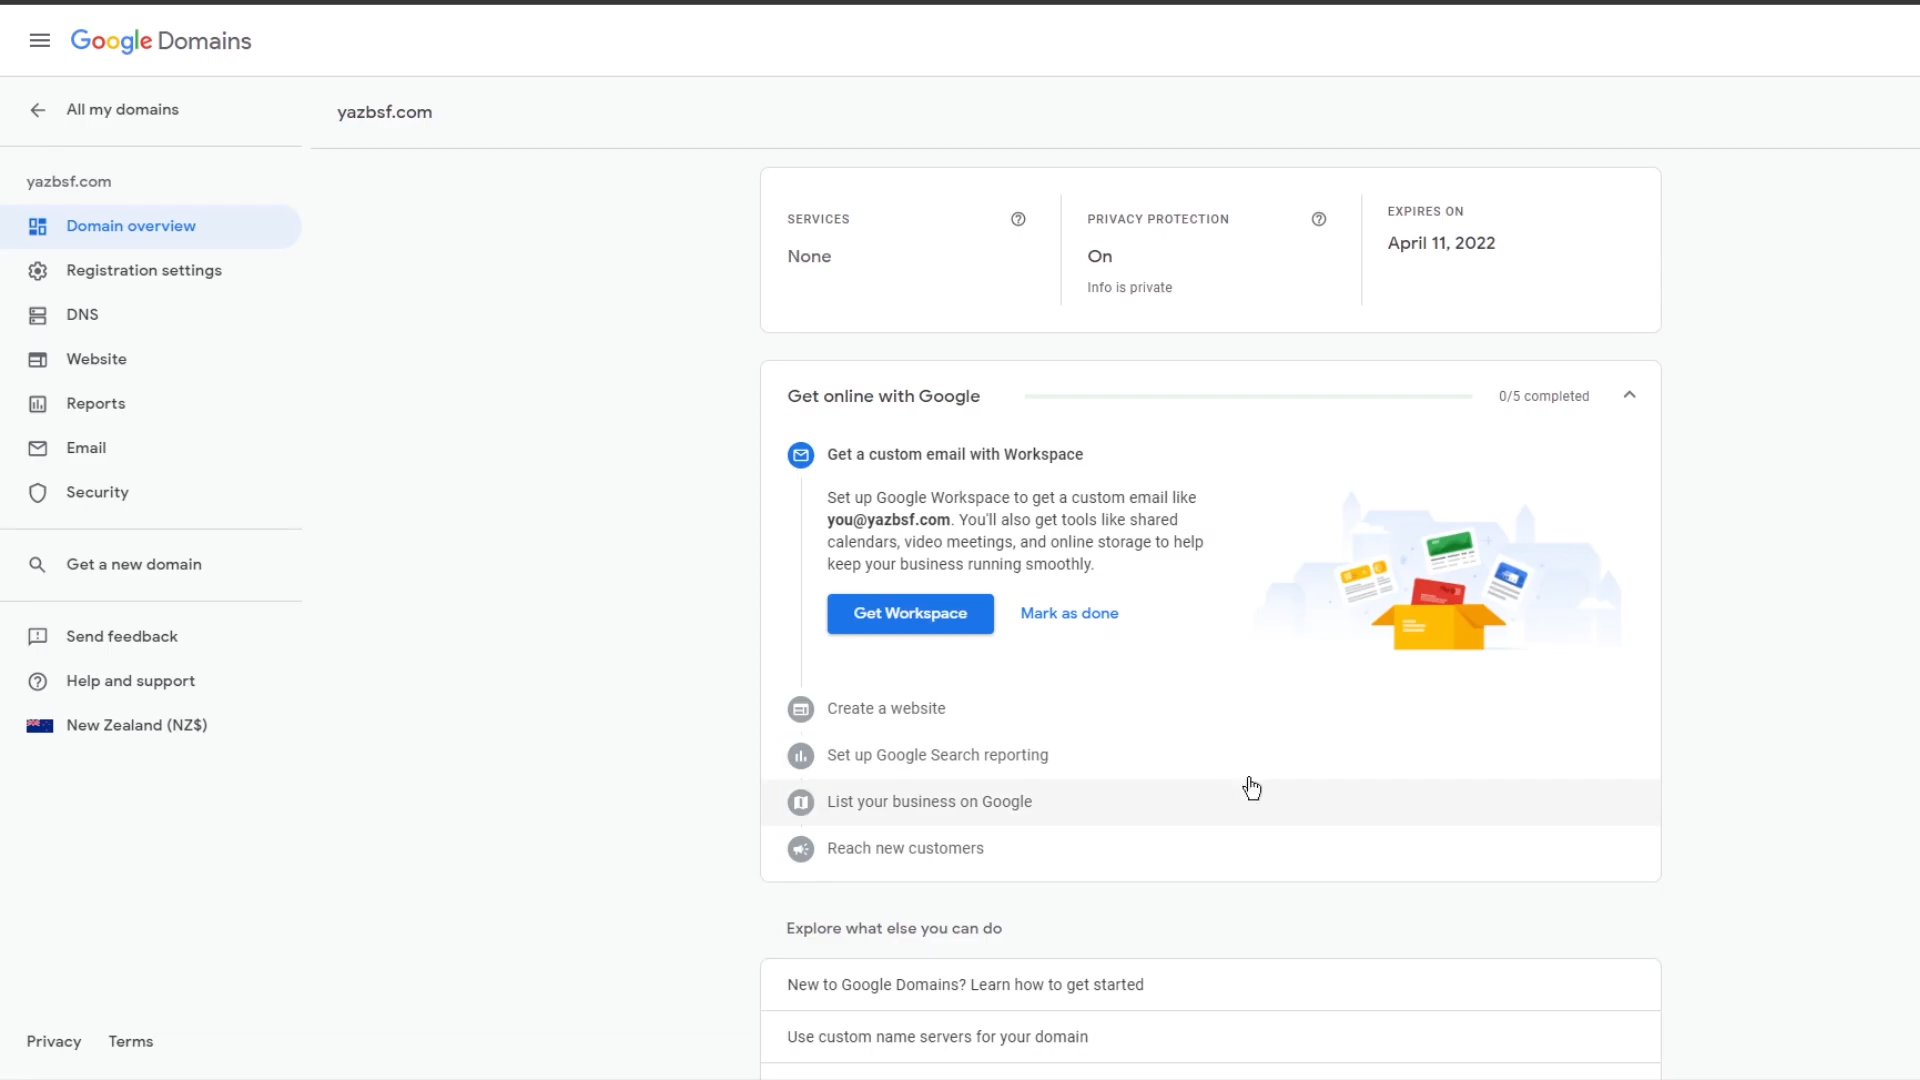 Google Domains
All my domains
yazbsf.com
yazbsf.com
Domain overview
Registration settings
DNS
Website
Reports
Email
Security
Get a new domain
Send feedback
Help and support
New Zealand (NZ$)
Privacy Terms
SERVICES
None
PRIVACY PROTECTION
On
Info is private
EXPIRES ON
April 11, 2022
Get online with Google
0/5 completed
Get a custom email with Workspace
Set up Google Workspace to get a custom email like
you@yazbsf.com. You'll also get tools like shared
calendars, video meetings, and online storage to help
keep your business running smoothly.
Get Workspace
Mark as done
Create a website
Set up Google Search reporting
List your business on Google
Reach new customers
Explore what else you can do
New to Google Domains? Learn how to get started
Use custom name servers for your domain